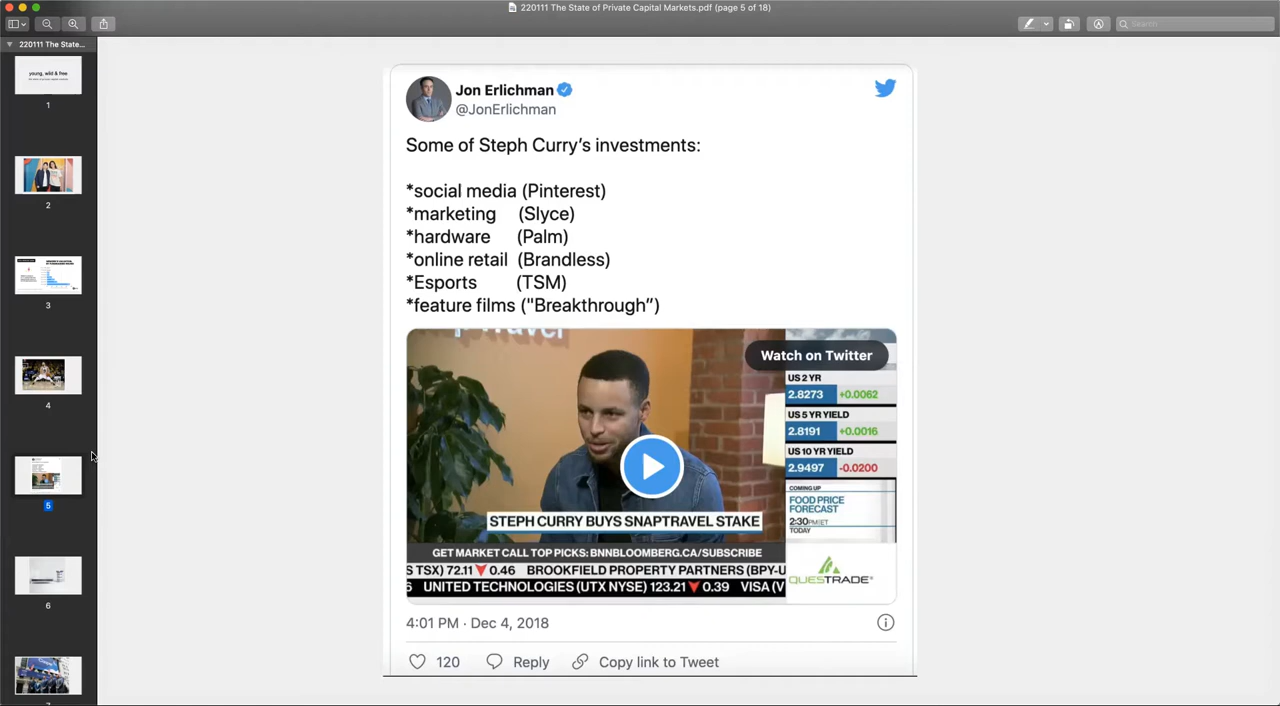 220111 The State of Private Capital Markets.pdf (page 5 of 18)
Search
220111 The State...
young, wild & free
1
2
3
4
5
6
Jon Erlichman
@JonErlichman
Some of Steph Curry's investments:
*social media (Pinterest)
*marketing (Slyce)
*hardware (Palm)
*online retail (Brandless)
*Esports (TSM)
*feature films ("Breakthrough")
Watch on Twitter
US 2 YR
2.8273 +0.0062
US 5 YR YIELD
2.8191 +0.0016
US 10 YR YIELD
2.9497 -0.0200
COMING UP
FOOD PRICE
FORECAST
2:30PM|ET
TODAY
QUESTRADE
STEPH CURRY BUYS SNAPTRAVEL STAKE
GET MARKET CALL TOP PICKS: BNNBLOOMBERG.CA/SUBSCRIBE
S TSX) 72.11 0.46 BROOKFIELD PROPERTY PARTNERS (BPY-U
6 UNITED TECHNOLOGIES (UTX NYSE) 123.21 0.39 VISA (V
4:01 PM · Dec 4, 2018
120 Reply Copy link to Tweet